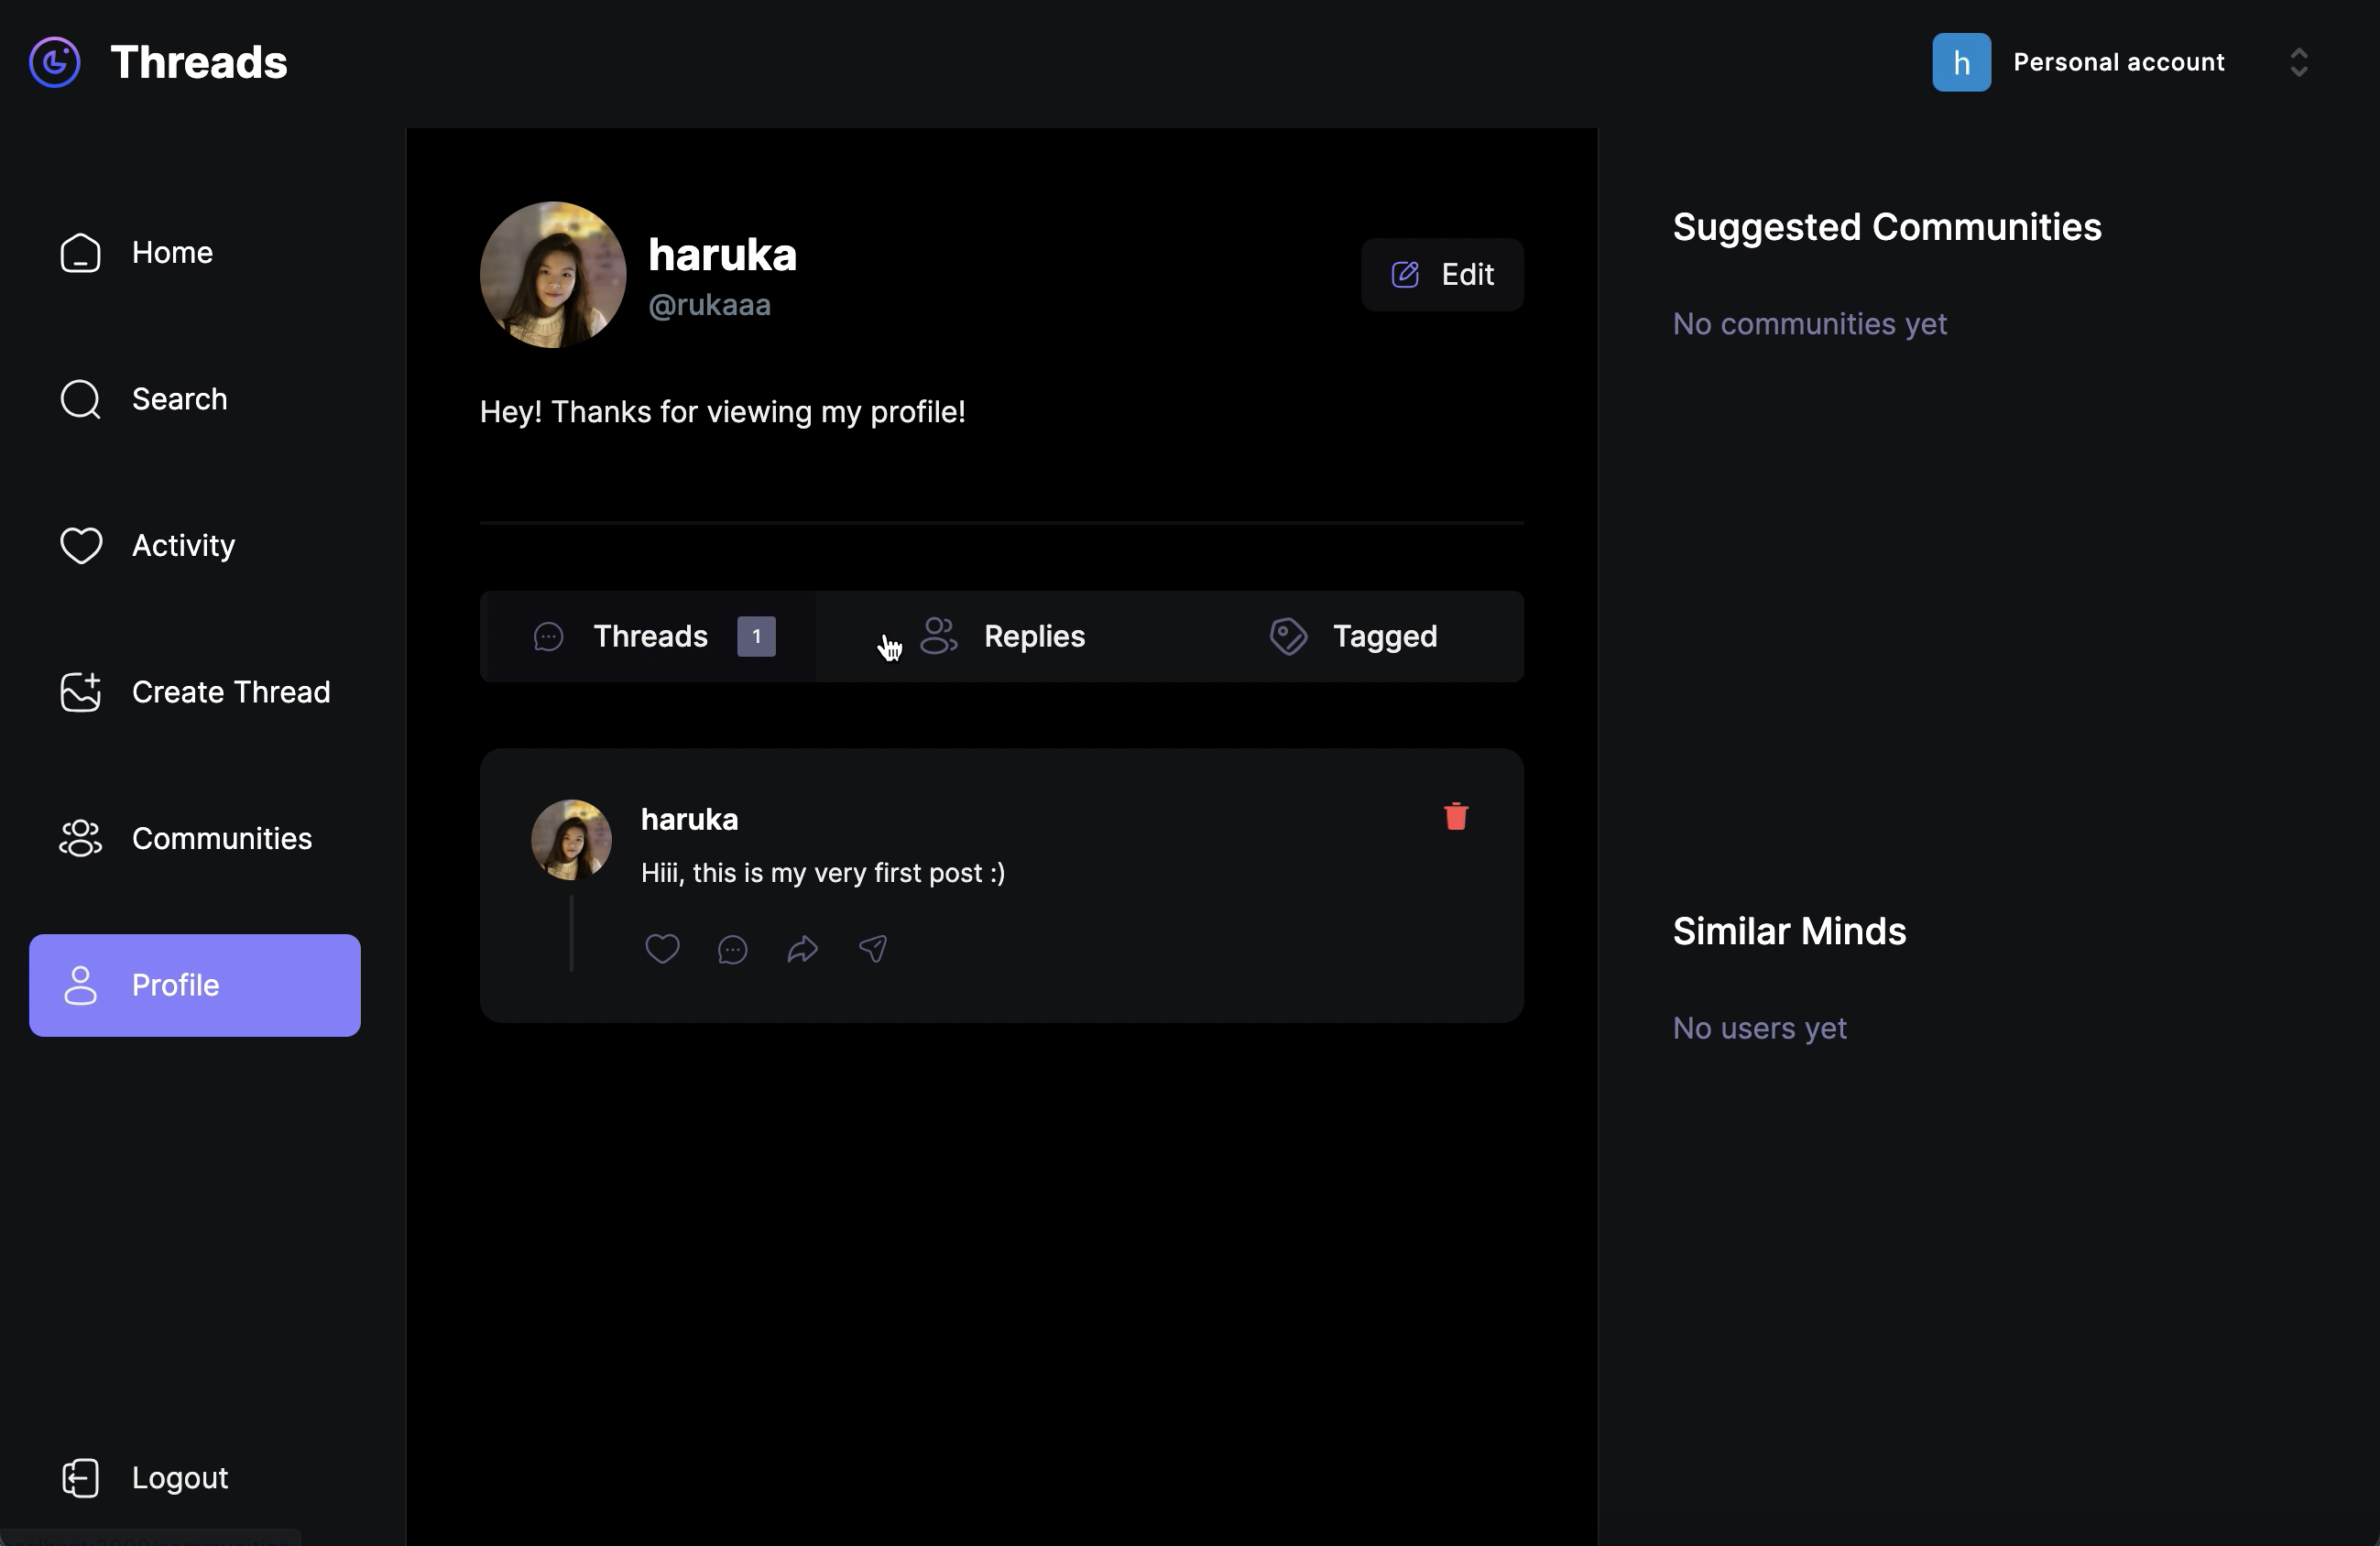 Threads
h
Personal account
Home
Search
Activity
Create Thread
Communities
Profile
Logout
haruka
@rukaaa
Edit
Hey! Thanks for viewing my profile!
Threads 1
Replies
Tagged
haruka
Hiii, this is my very first post :)
Suggested Communities
No communities yet
Similar Minds
No users yet